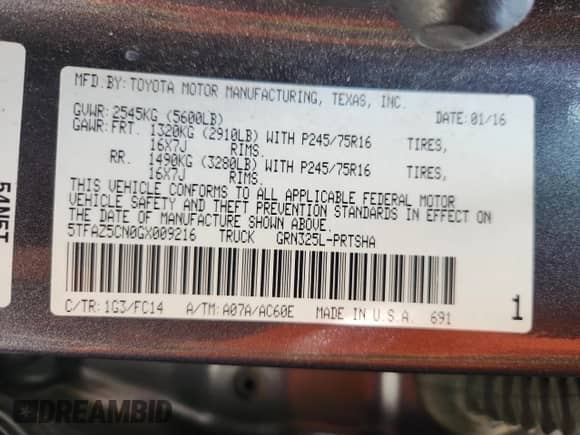 MFD.BY: TOYOTA MOTOR MANUFACTURING, TEXAS, INC.
GVWR: 2545KG (5600LB) DATE: 01/16
GAWR: FRT. 1320KG (2910LB) WITH P245/75R16 TIRES,
16X7J RIMS.
RR. 1490KG (3280LB) WITH P245/75R16 TIRES,
16X7J RIMS.
THIS VEHICLE CONFORMS TO ALL APPLICABLE FEDERAL MOTOR
VEHICLE SAFETY AND THEFT PREVENTION STANDARDS IN EFFECT ON
THE DATE OF MANUFACTURE SHOWN ABOVE.
5TFAZ5CN0GX009216 TRUCK GRN325L-PRTSHA
C/TR: 1G3/FC14 A/TM: A07A/AC60E MADE IN U.S.A. 691
1
DREAMBID